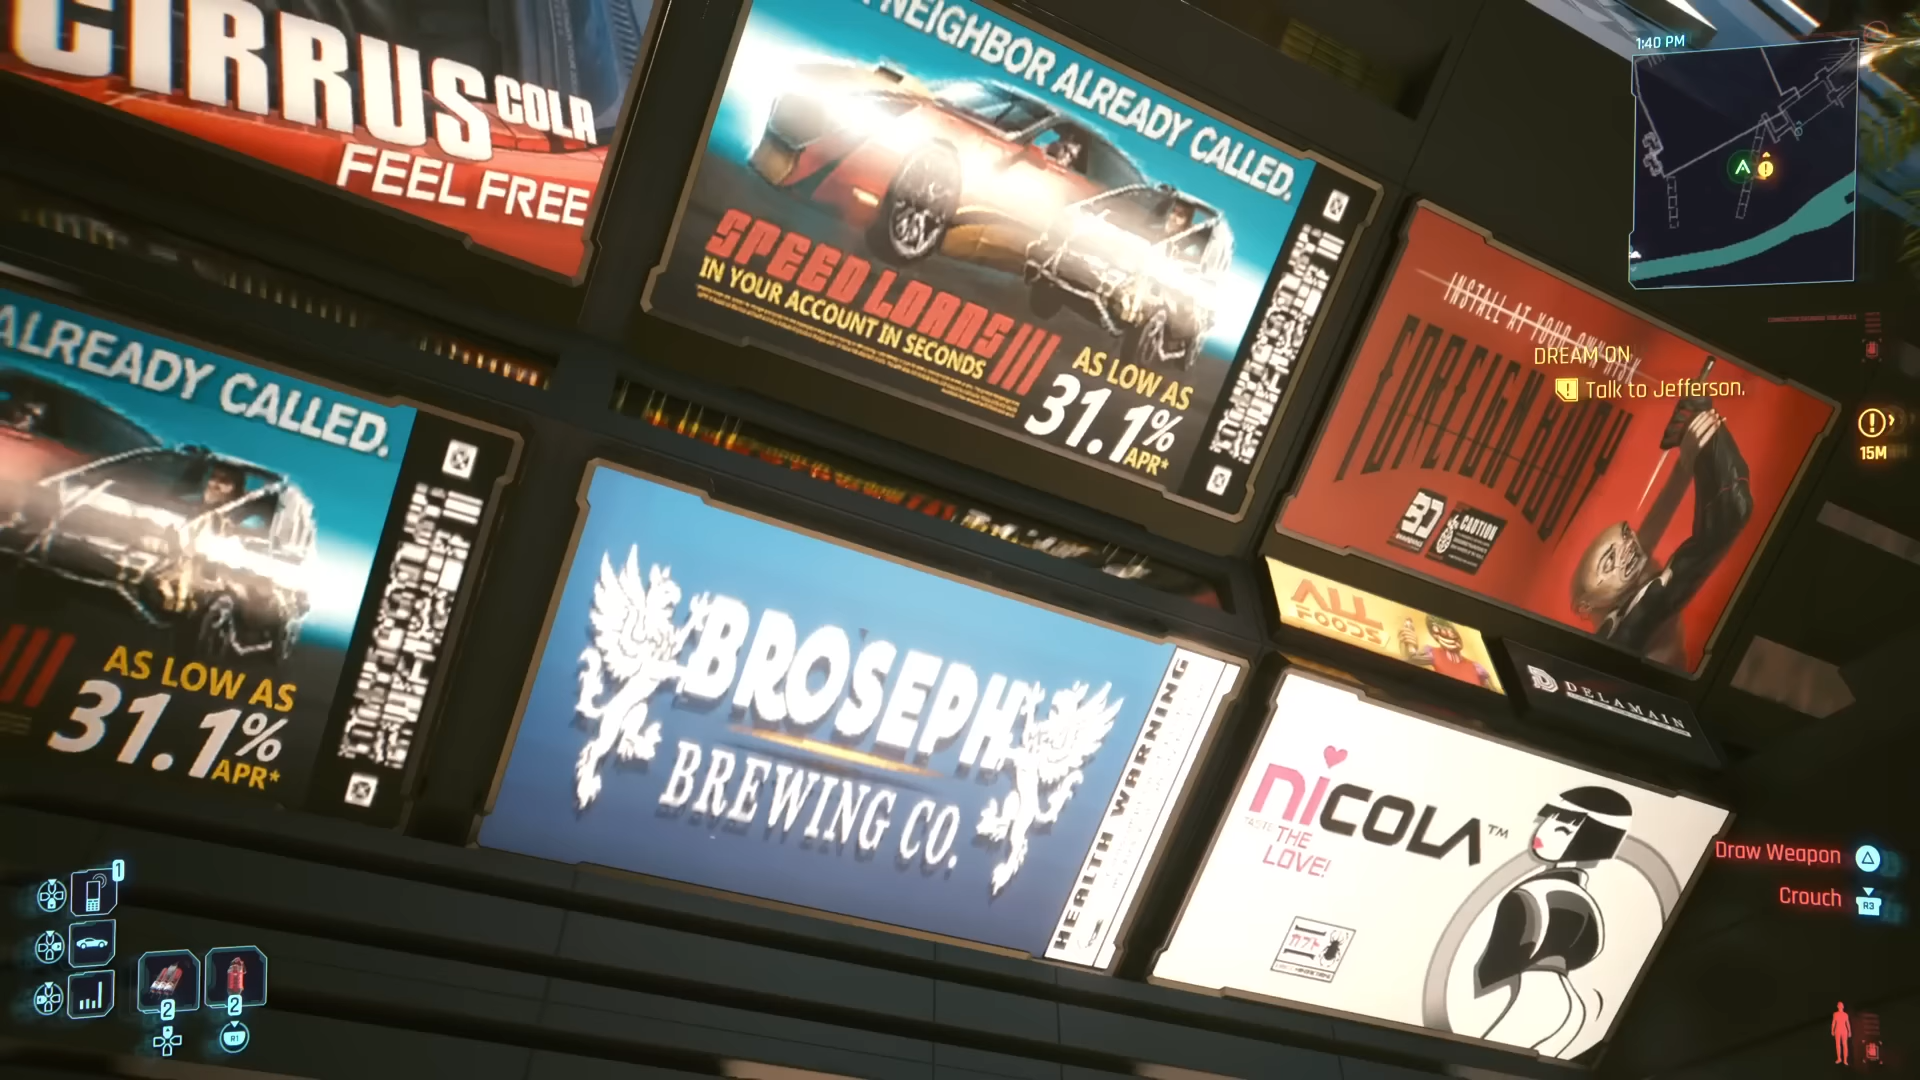 CIRRUS COLA
FEEL FREE
NEIGHBOR ALREADY CALLED.
SPEED LOANS
IN YOUR ACCOUNT IN SECONDS
AS LOW AS
31.1%
APR*
1:40 PM
INSTALL AT YOUR OWN RISK
FOREIGN BODY
CAUTION
DREAM ON
Talk to Jefferson.
15M
ALREADY CALLED.
AS LOW AS
31.1%
APR*
BROSEPH
BREWING CO.
HEALTH WARNING
ALL
FOODS
DELAMAIN
niCOLA™
TASTE
THE
LOVE!
カブト
Draw Weapon
Crouch
R3
1
2
2
R1